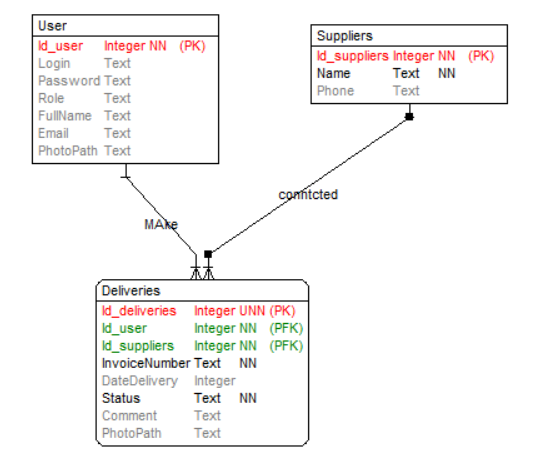 User
Id_user Integer NN (PK)
Login Text
Password Text
Role Text
FullName Text
Email Text
PhotoPath Text
Suppliers
Id_suppliers Integer NN (PK)
Name Text NN
Phone Text
MAke
conntcted
Deliveries
Id_deliveries Integer UNN (PK)
Id_user Integer NN (PFK)
Id_suppliers Integer NN (PFK)
InvoiceNumber Text NN
DateDelivery Integer
Status Text NN
Comment Text
PhotoPath Text